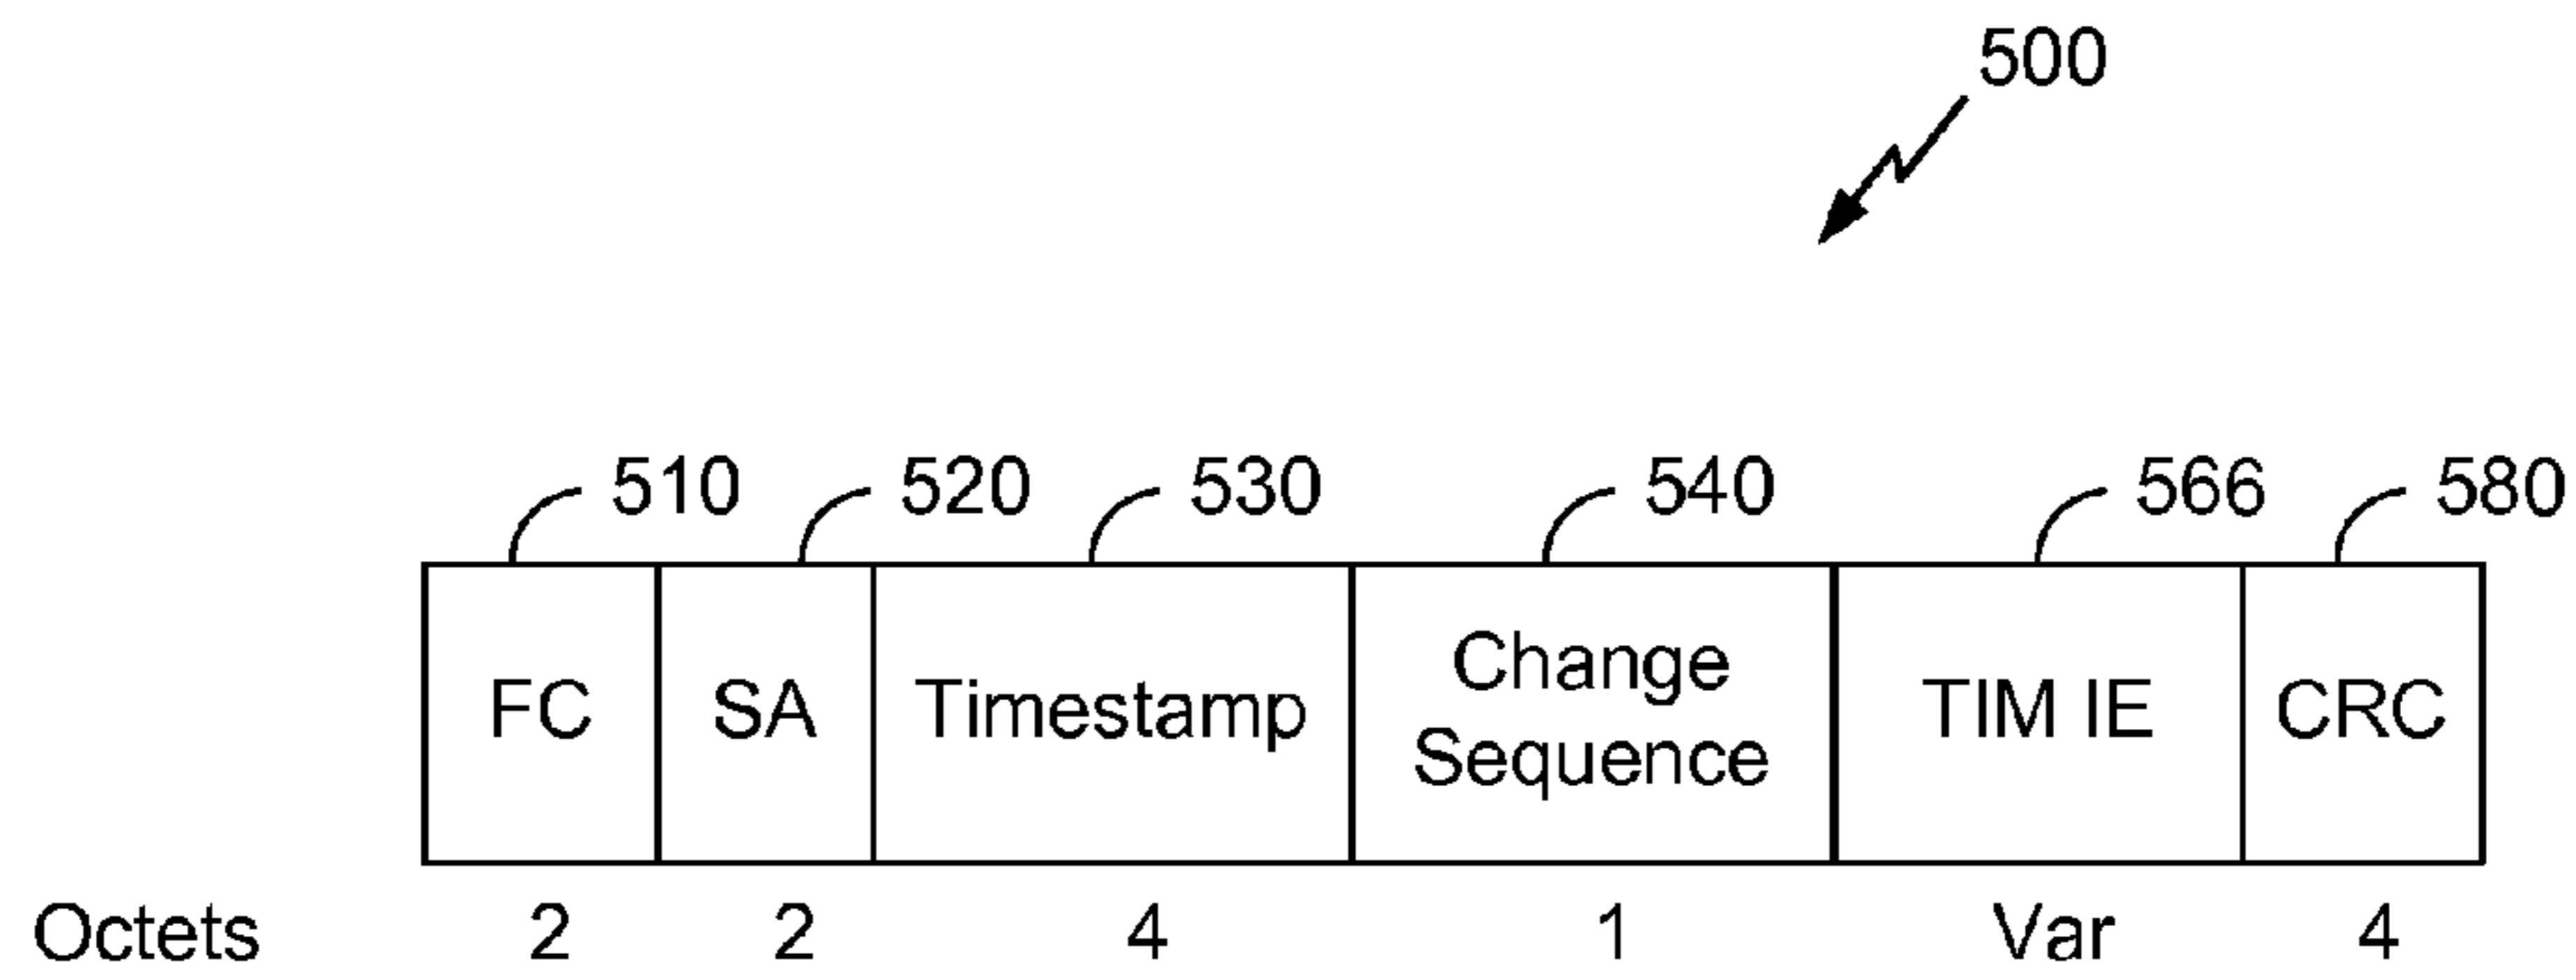 500
510 520 530 540 566 580
FC SA Timestamp Change Sequence TIM IE CRC
Octets 2 2 4 1 Var 4